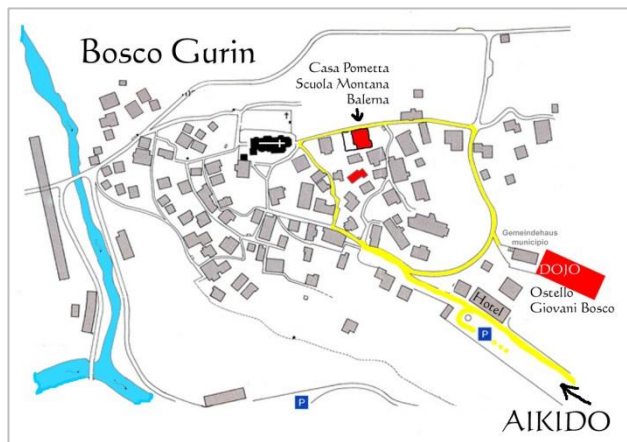 Bosco Gurin
Casa Pometta
Scuola Montana
Balerna
Gemeindehaus
municipio
DOJO
Ostello
Giovani Bosco
Hotel
P
P
AIKIDO